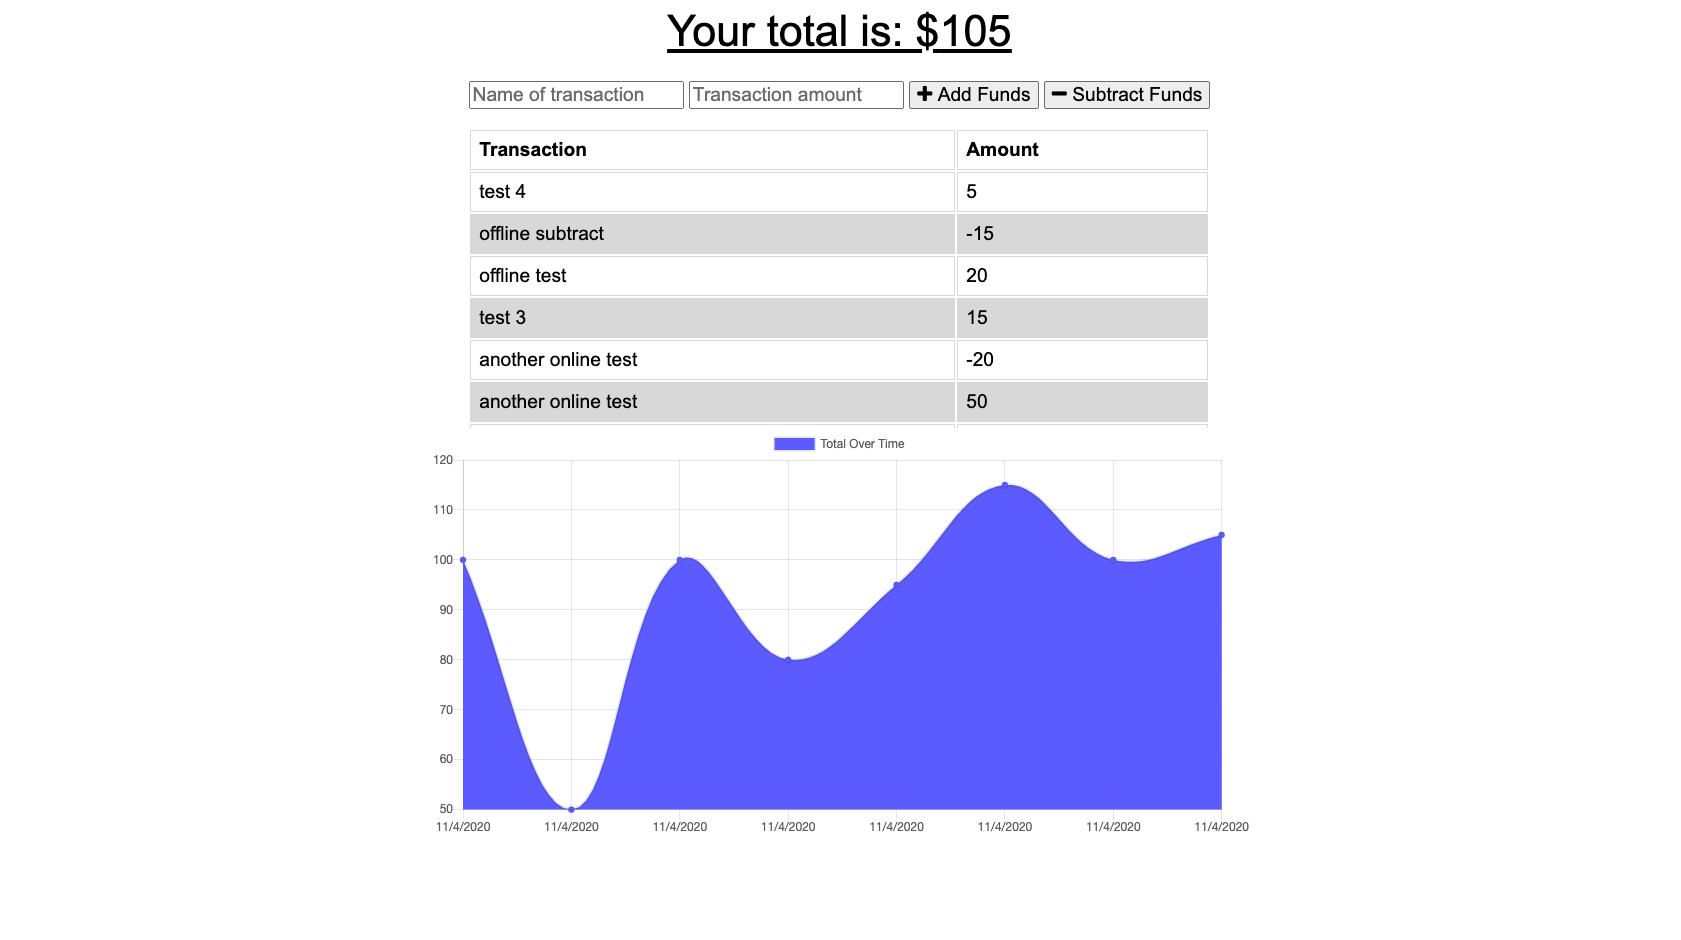 Your total is: $105
Name of transaction Transaction amount Add Funds Subtract Funds
Transaction Amount
test 4 5
offline subtract -15
offline test 20
test 3 15
another online test -20
another online test 50
Total Over Time
120
110
100
90
80
70
60
50
11/4/2020 11/4/2020 11/4/2020 11/4/2020 11/4/2020 11/4/2020 11/4/2020 11/4/2020